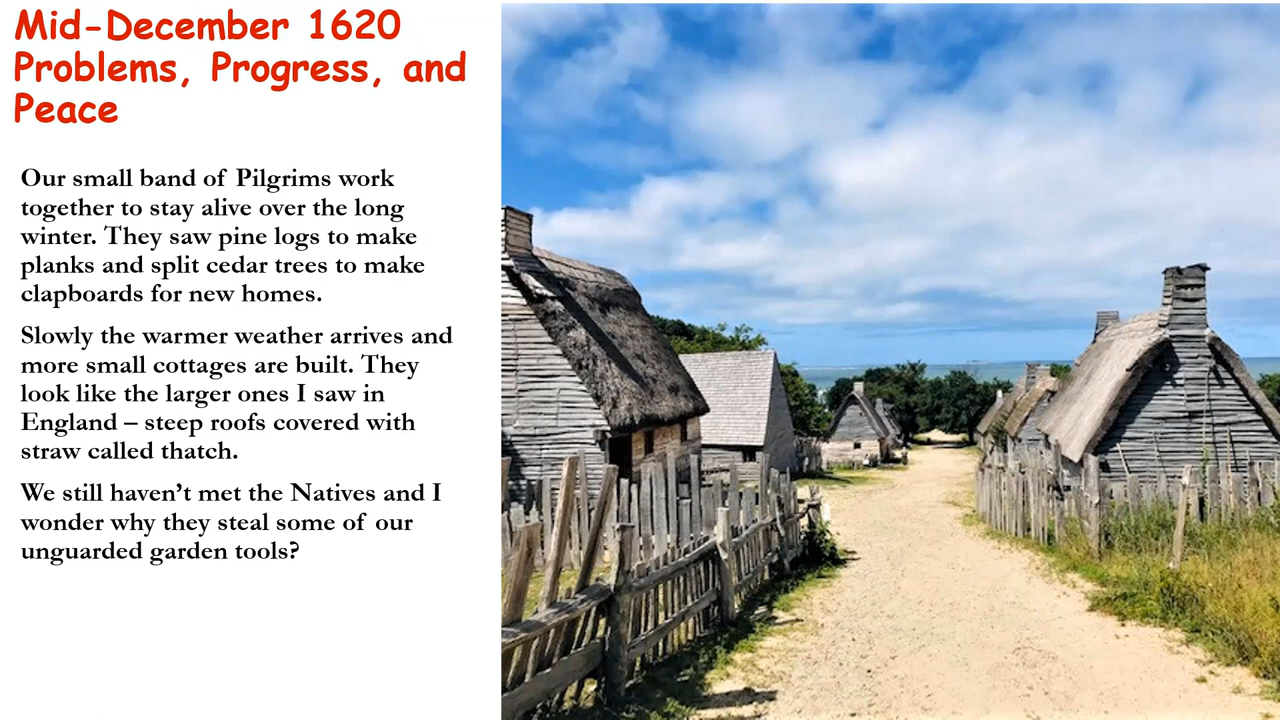 Mid-December 1620
Problems, Progress, and
Peace
Our small band of Pilgrims work
together to stay alive over the long
winter. They saw pine logs to make
planks and split cedar trees to make
clapboards for new homes.
Slowly the warmer weather arrives and
more small cottages are built. They
look like the larger ones I saw in
England – steep roofs covered with
straw called thatch.
We still haven’t met the Natives and I
wonder why they steal some of our
unguarded garden tools?